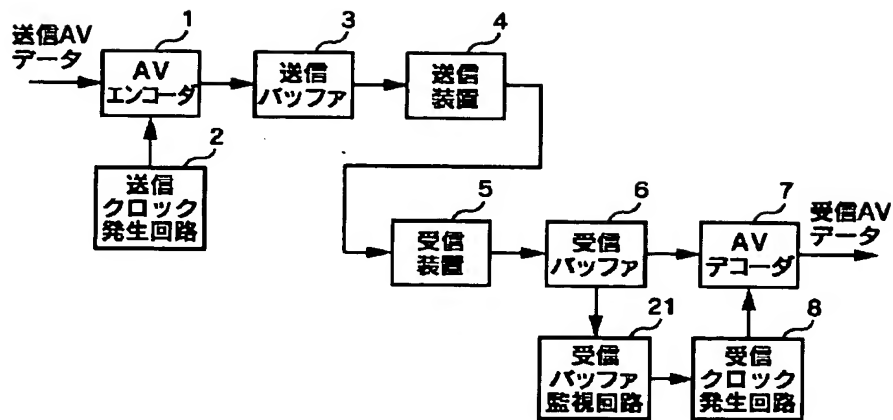 送信AV
データ
1
AV
エンコーダ
3
送信
バッファ
4
送信
装置
2
送信
クロック
発生回路
5
受信
装置
6
受信
バッファ
7
AV
デコーダ
受信AV
データ
21
受信
バッファ
監視回路
8
受信
クロック
発生回路